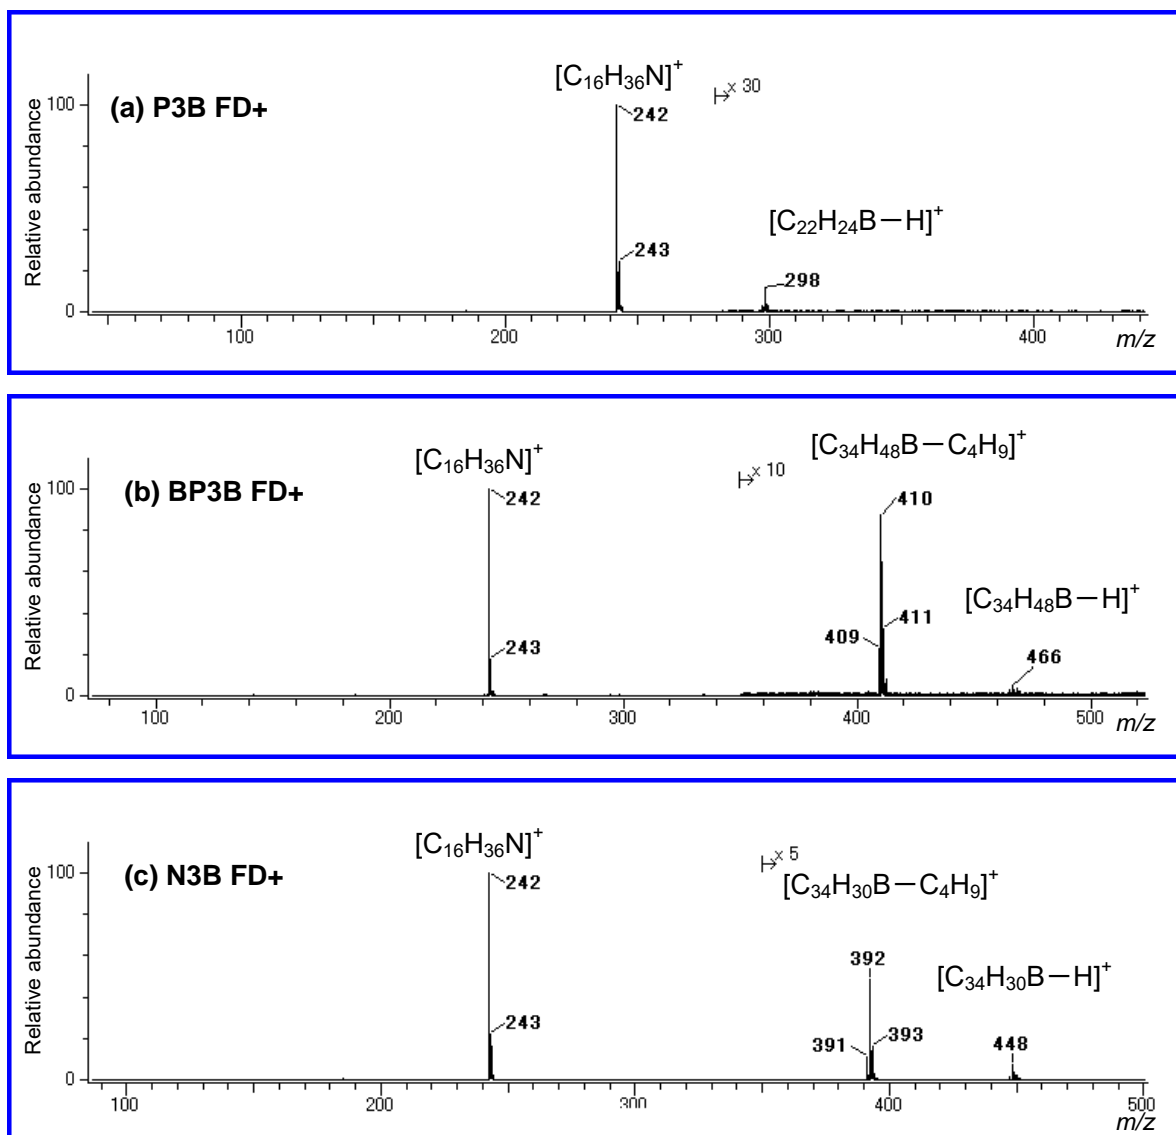 [C₁₆H₃₆N]⁺
100
(a) P3B FD+
242
x 30
[C₂₂H₂₄B—H]⁺
243
298
0
100
200
300
400
m/z
Relative abundance
[C₃₄H₄₈B—C₄H₉]⁺
[C₁₆H₃₆N]⁺
x 10
100
(b) BP3B FD+
242
410
[C₃₄H₄₈B—H]⁺
409
411
243
466
0
100
200
300
400
500
m/z
Relative abundance
[C₁₆H₃₆N]⁺
x 5
100
(c) N3B FD+
242
[C₃₄H₃₀B—C₄H₉]⁺
392
[C₃₄H₃₀B—H]⁺
243
391
393
448
0
100
200
300
400
500
m/z
Relative abundance